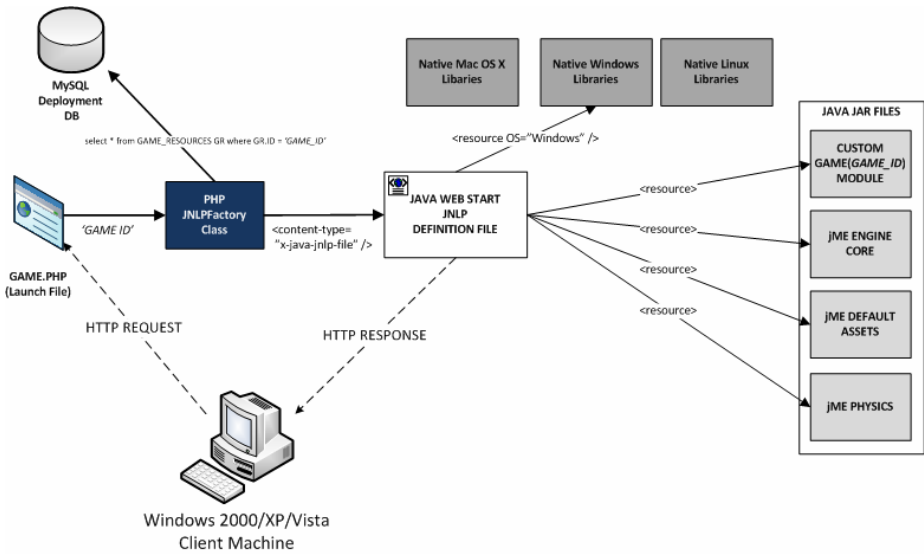 MySQL
Deployment
DB
select * from GAME_RESOURCES GR where GR.ID = 'GAME_ID'
Native Mac OS X
Libaries
Native Windows
Libraries
Native Linux
Libraries
<resource OS="Windows" />
JAVA JAR FILES
CUSTOM
GAME(GAME_ID)
MODULE
jME ENGINE
CORE
jME DEFAULT
ASSETS
jME PHYSICS
<resource>
<resource>
<resource>
<resource>
GAME.PHP
(Launch File)
'GAME ID'
PHP
JNLPFactory
Class
<content-type=
"x-java-jnlp-file" />
JAVA WEB START
JNLP
DEFINITION FILE
HTTP REQUEST
HTTP RESPONSE
Windows 2000/XP/Vista
Client Machine